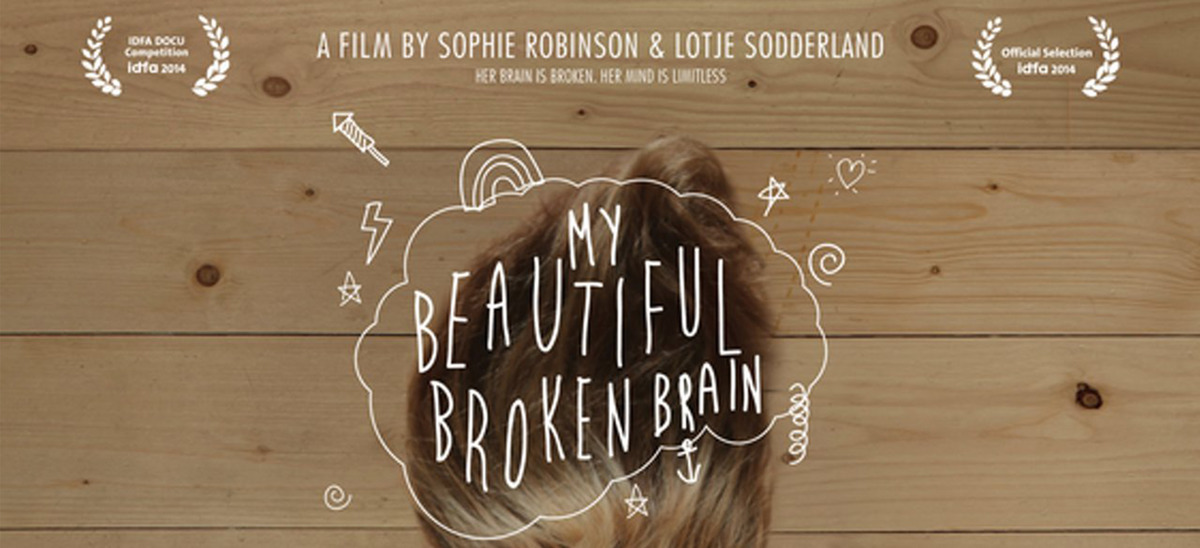 IDFA DOCU
Competition
idfa 2014
A FILM BY SOPHIE ROBINSON & LOTJE SODDERLAND
HER BRAIN IS BROKEN. HER MIND IS LIMITLESS
Official Selection
idfa 2014
MY
BEAUTIFUL
BROKEN BRAIN